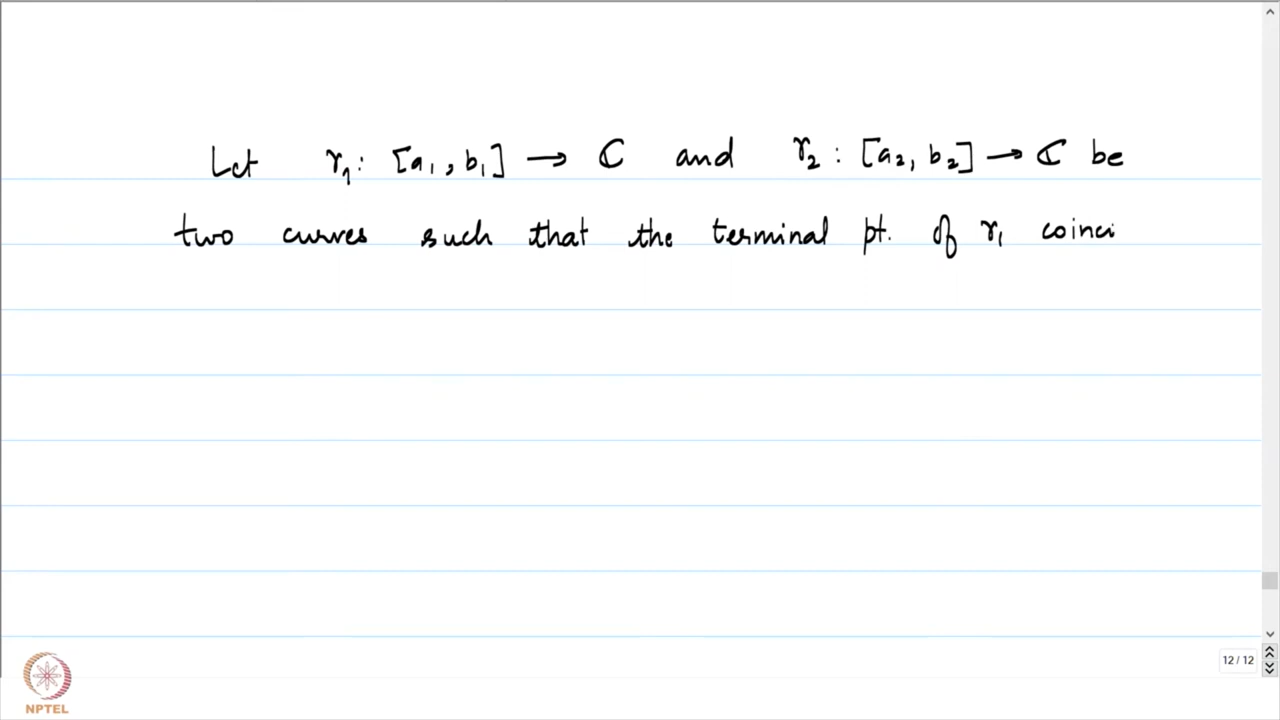 Let γ₁: [a₁, b₁] → ℂ and γ₂: [a₂, b₂] → ℂ be
two curves such that the terminal pt. of γ₁ coinci
12 / 12
NPTEL